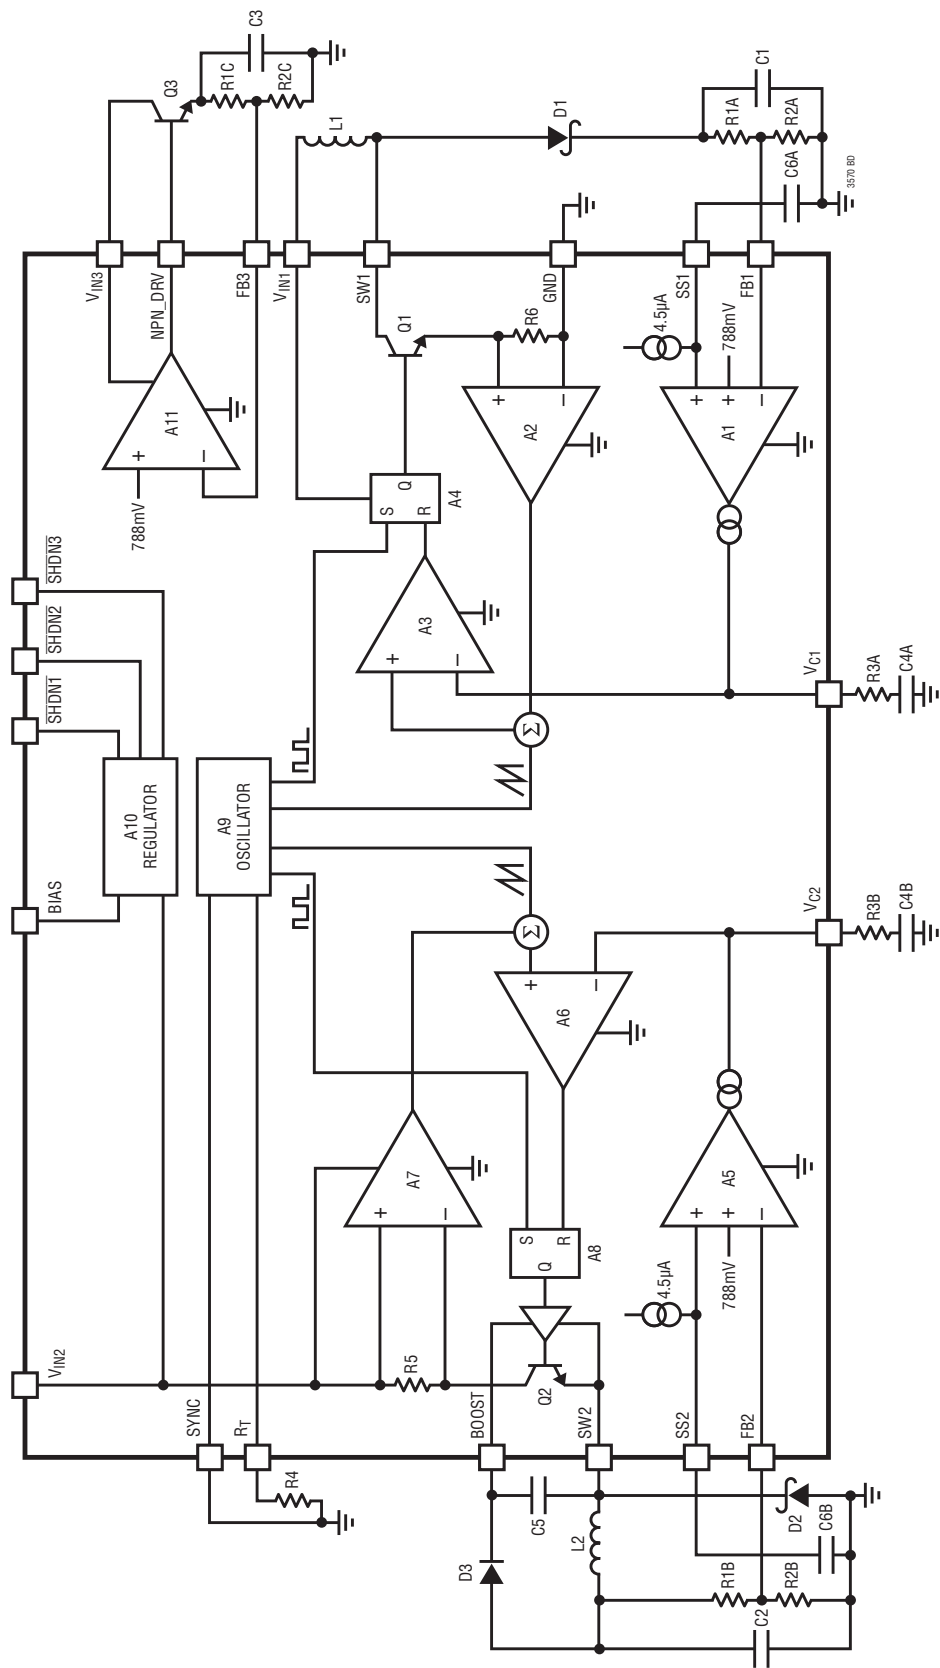 C3
R1C
R2C
Q3
L1
D1
C1
R1A
R2A
C6A
3570 BD
VIN3
NPN_DRV
FB3
VIN1
SW1
GND
SS1
FB1
A11
+
–
788mV
Q1
R6
4.5µA
788mV
S
Q
R
A4
+
–
A2
+
+
–
A1
SHDN3
SHDN2
SHDN1
+
–
A3
Σ
VC1
R3A
C4A
A10
REGULATOR
A9
OSCILLATOR
BIAS
Σ
VC2
R3B
C4B
+
–
A6
A7
+
–
A5
+
+
–
S
Q
R
A8
4.5µA
788mV
VIN2
R5
Q2
SYNC
RT
BOOST
SW2
SS2
FB2
R4
C5
D3
L2
D2
C6B
R1B
R2B
C2